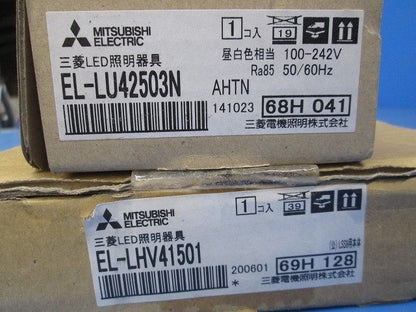 MITSUBISHI
ELECTRIC
1コ入
19
三菱LED照明器具
昼白色相当 100-242V
Ra85 50/60Hz
EL-LU42503N
AHTN
141023
68H 041
三菱電機照明株式会社
MITSUBISHI
ELECTRIC
1コ入
39
三菱LED照明器具
EL-LHV41501
200601
*
69H 128
三菱電機照明株式会社